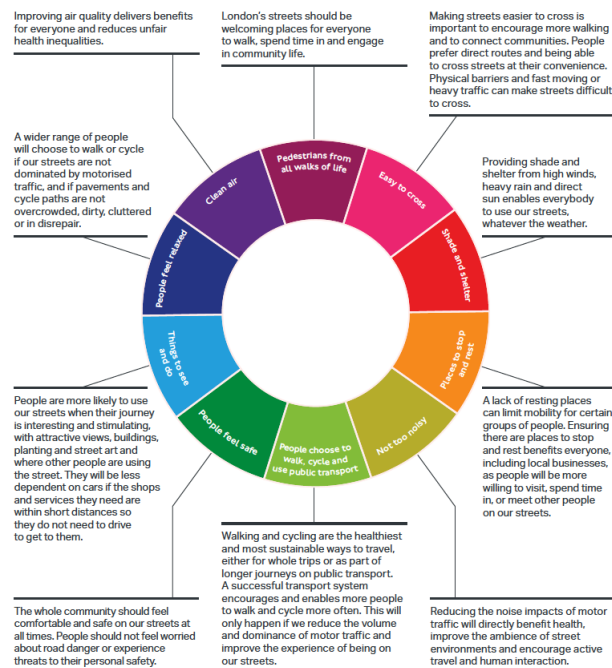 Improving air quality delivers benefits
for everyone and reduces unfair
health inequalities.
London's streets should be
welcoming places for everyone
to walk, spend time in and engage
in community life.
Making streets easier to cross is
important to encourage more walking
and to connect communities. People
prefer direct routes and being able
to cross streets at their convenience.
Physical barriers and fast moving or
heavy traffic can make streets difficult
to cross.
A wider range of people
will choose to walk or cycle
if our streets are not
dominated by motorised
traffic, and if pavements and
cycle paths are not
overcrowded, dirty, cluttered
or in disrepair.
Providing shade and
shelter from high winds,
heavy rain and direct
sun enables everybody
to use our streets,
whatever the weather.
Pedestrians from
all walks of life
Easy to cross
Shade and shelter
Places to stop
and rest
Not too noisy
People choose to
walk, cycle and
use public transport
People feel safe
Things to see
and do
People feel relaxed
Clean air
People are more likely to use
our streets when their journey
is interesting and stimulating,
with attractive views, buildings,
planting and street art and
where other people are using
the street. They will be less
dependent on cars if the shops
and services they need are
within short distances so
they do not need to drive
to get to them.
A lack of resting places
can limit mobility for certain
groups of people. Ensuring
there are places to stop
and rest benefits everyone,
including local businesses,
as people will be more
willing to visit, spend time
in, or meet other people
on our streets.
The whole community should feel
comfortable and safe on our streets at
all times. People should not feel worried
about road danger or experience
threats to their personal safety.
Walking and cycling are the healthiest
and most sustainable ways to travel,
either for whole trips or as part of
longer journeys on public transport.
A successful transport system
encourages and enables more people
to walk and cycle more often. This will
only happen if we reduce the volume
and dominance of motor traffic and
improve the experience of being on
our streets.
Reducing the noise impacts of motor
traffic will directly benefit health,
improve the ambience of street
environments and encourage active
travel and human interaction.